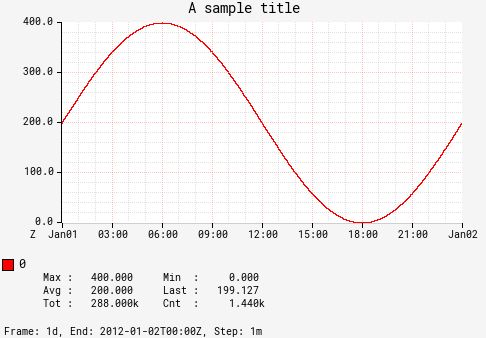 A sample title
400.0
300.0
200.0
100.0
0.0
Z Jan01 03:00 06:00 09:00 12:00 15:00 18:00 21:00 Jan02
0
Max : 400.000 Min : 0.000
Avg : 200.000 Last : 199.127
Tot : 288.000k Cnt : 1.440k
Frame: 1d, End: 2012-01-02T00:00Z, Step: 1m